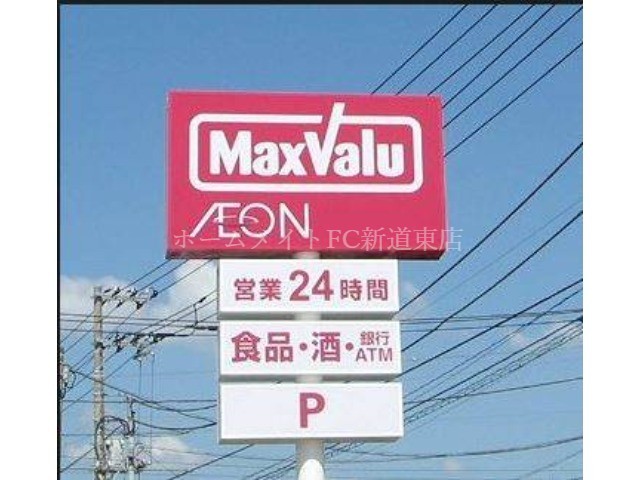 MaxValu
ÆON
ホームメイトFC新道東店
営業24時間
食品・酒・銀行ATM
P